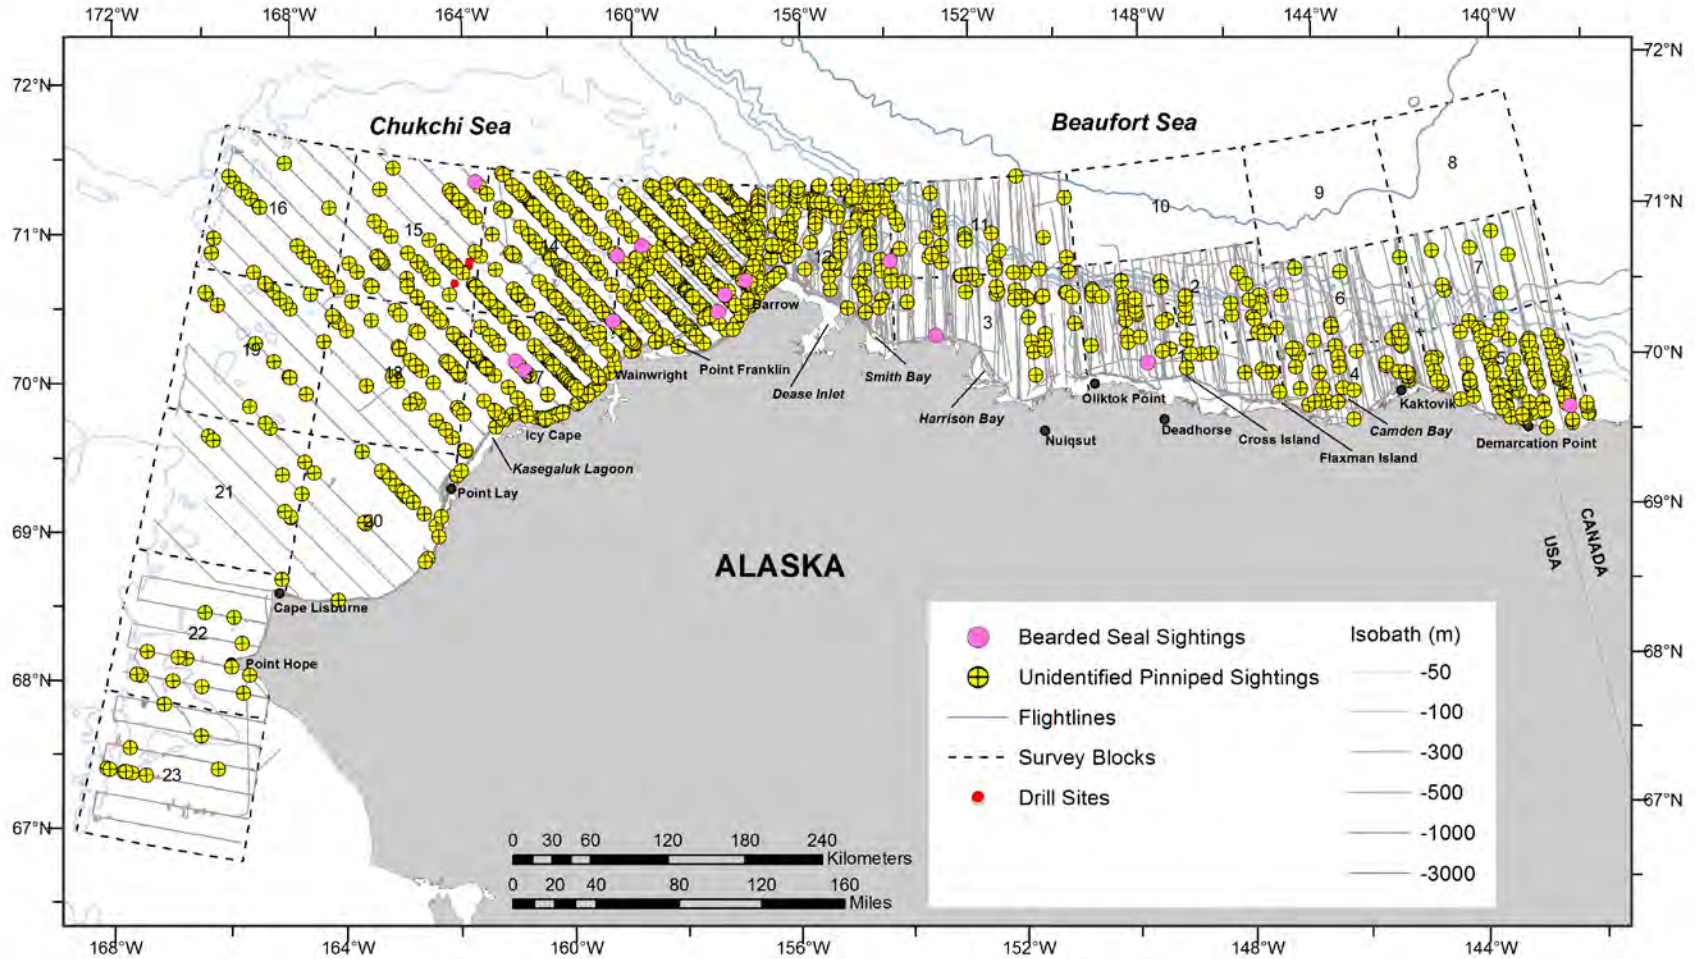 172°W 168°W 164°W 160°W 156°W 152°W 148°W 144°W 140°W
72°N 72°N
Chukchi Sea Beaufort Sea
8
9
10
16
71°N 71°N
15
11
14
12
7
2
6
Barrow
3
19
1
5
70°N 70°N
18
17
4
Wainwright
Point Franklin
Smith Bay
Dease Inlet
Oliktok Point
Kaktovik
Harrison Bay
Deadhorse
Camden Bay
Icy Cape
Nuiqsut
Cross Island
Demarcation Point
Flaxman Island
Kasegaluk Lagoon
21
Point Lay
69°N 69°N
20
CANADA
USA
ALASKA
Cape Lisburne
22
Point Hope
68°N 68°N
23
67°N 67°N
Bearded Seal Sightings
Unidentified Pinniped Sightings
Flightlines
Survey Blocks
Drill Sites
Isobath (m)
-50
-100
-300
-500
-1000
-3000
0 30 60 120 180 240
Kilometers
0 20 40 80 120 160
Miles
168°W 164°W 160°W 156°W 152°W 148°W 144°W